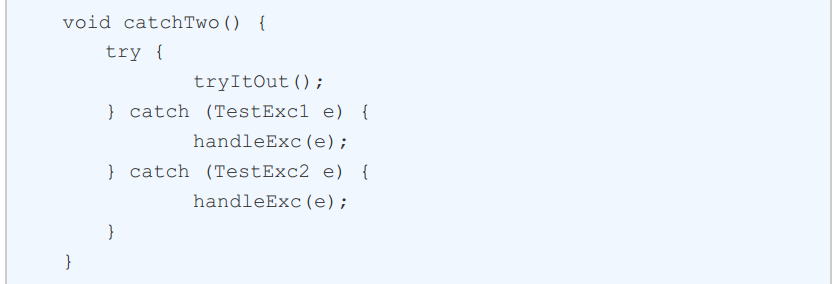 void catchTwo() {
try {
tryItOut();
} catch (TestExc1 e) {
handleExc(e);
} catch (TestExc2 e) {
handleExc(e);
}
}